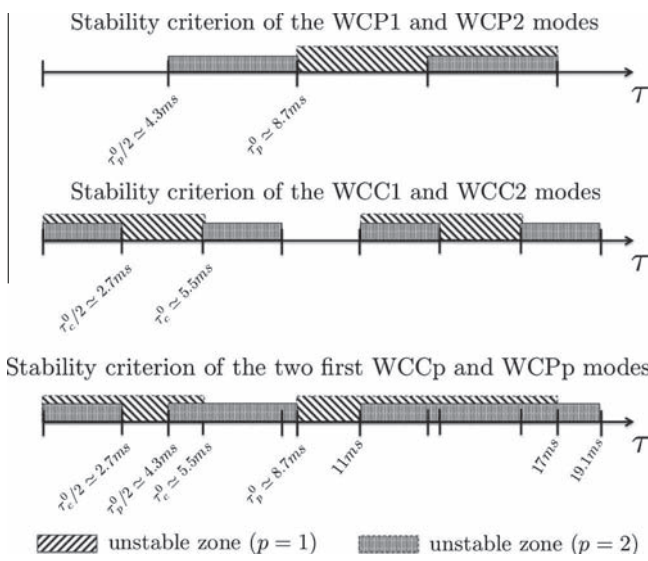 Stability criterion of the WCP1 and WCP2 modes
τ
τ_p^0/2 ≃ 4.3ms
τ_p^0 ≃ 8.7ms
Stability criterion of the WCC1 and WCC2 modes
τ
τ_c^0/2 ≃ 2.7ms
τ_c^0 ≃ 5.5ms
Stability criterion of the two first WCCp and WCPp modes
τ
τ_c^0/2 ≃ 2.7ms
τ_p^0/2 ≃ 4.3ms
τ_c^0 ≃ 5.5ms
τ_p^0 ≃ 8.7ms
11ms
17ms
19.1ms
unstable zone (p = 1)
unstable zone (p = 2)